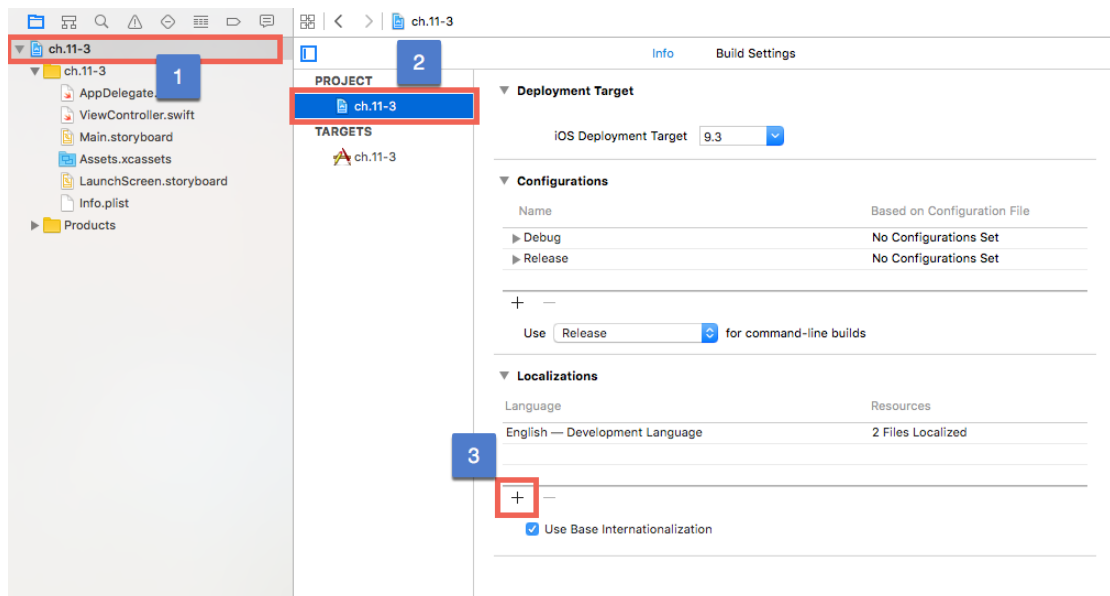 ch.11-3
ch.11-3
1
ch.11-3
AppDelegate.
ViewController.swift
Main.storyboard
Assets.xcassets
LaunchScreen.storyboard
Info.plist
Products
2
Info Build Settings
PROJECT
ch.11-3
TARGETS
ch.11-3
Deployment Target
iOS Deployment Target 9.3
Configurations
Name Based on Configuration File
Debug No Configurations Set
Release No Configurations Set
+ —
Use Release for command-line builds
Localizations
Language Resources
English — Development Language 2 Files Localized
3
+ —
Use Base Internationalization